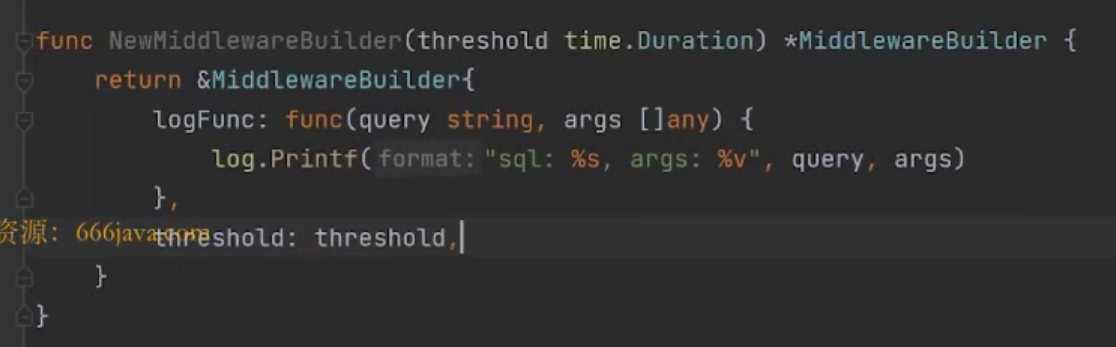 func NewMiddlewareBuilder(threshold time.Duration) *MiddlewareBuilder {
    return &MiddlewareBuilder{
        logFunc: func(query string, args []any) {
            log.Printf( format: "sql: %s, args: %v", query, args)
        },
资源：666java.com
        threshold: threshold,
    }
}